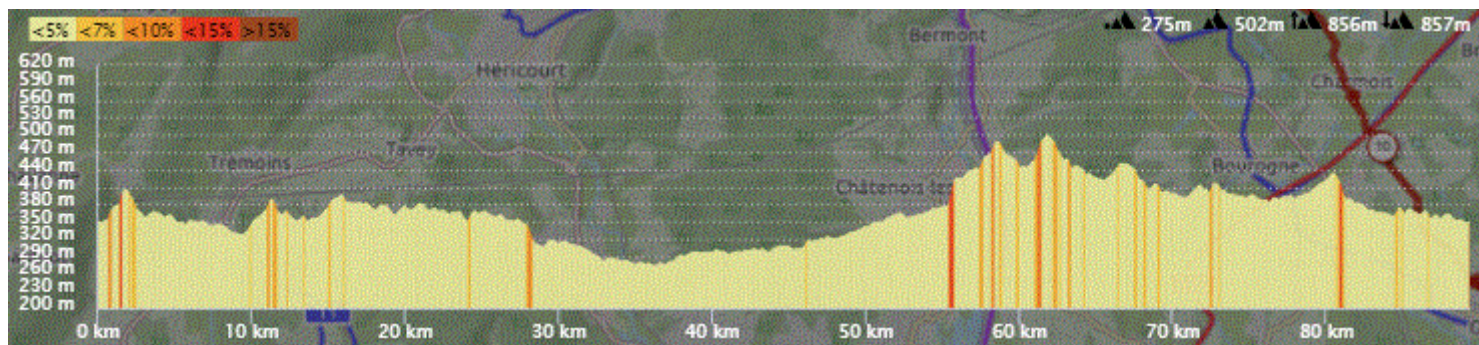 <5% <7% <10% <15% >15%
275m 502m 856m 857m
Bermont
Héricourt
Charmois
Trémoins
Tavey
Bourogne
Châtenois-les
10
620 m
590 m
560 m
530 m
500 m
470 m
440 m
410 m
380 m
350 m
320 m
290 m
260 m
230 m
200 m
0 km 10 km 20 km 30 km 40 km 50 km 60 km 70 km 80 km